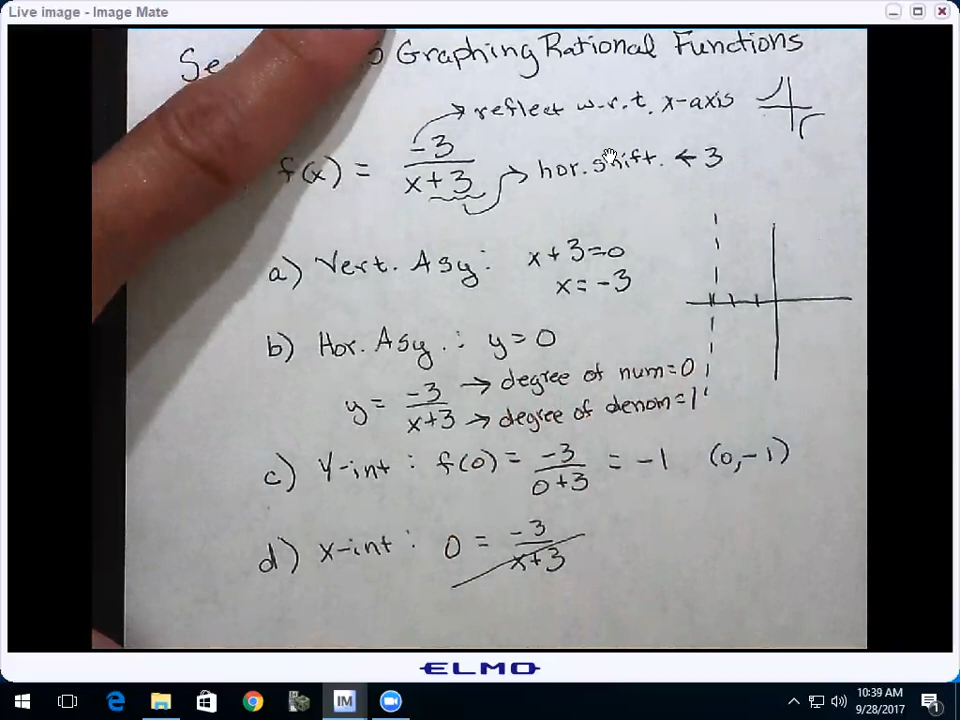 Live image - Image Mate
Graphing Rational Functions
reflect w.r.t. x-axis
f(x) = -3/(x+3)
hor. shift. ← 3
a) Vert. Asy: x+3=0
x = -3
b) Hor. Asy.: y = 0
y = -3/(x+3) → degree of num=0
→ degree of denom=1
c) Y-int: f(0) = -3/(0+3) = -1 (0,-1)
d) x-int: 0 = -3/(x+3)
ELMO
IM
10:39 AM
9/28/2017
1